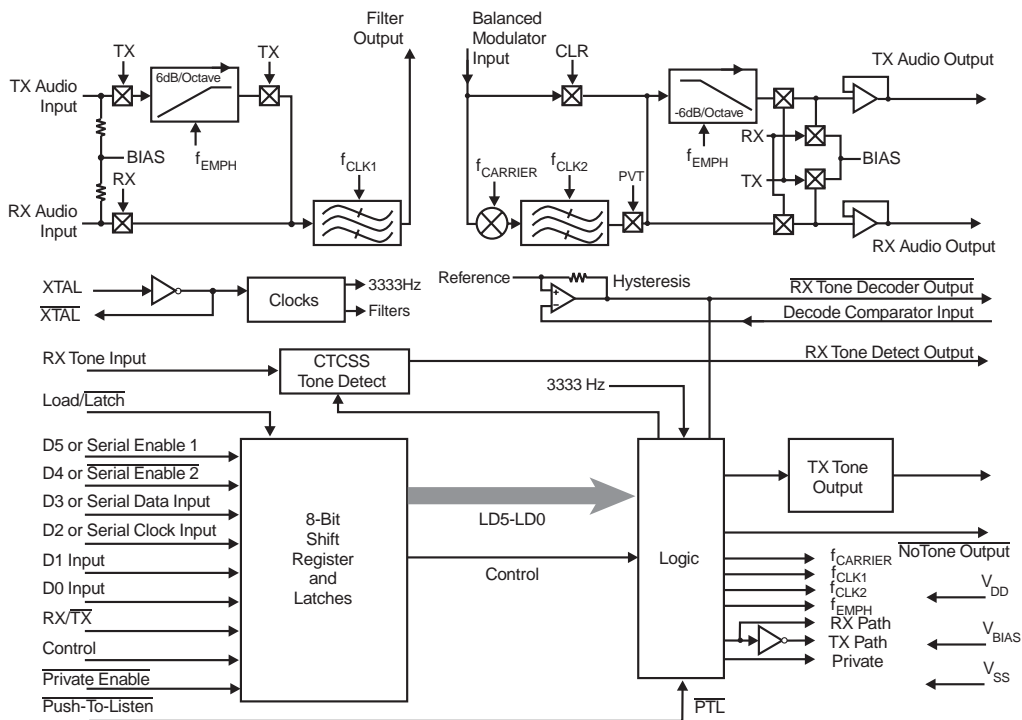 Filter
Output
Balanced
Modulator
Input
TX
TX
CLR
TX Audio
Input
6dB/Octave
-6dB/Octave
TX Audio Output
BIAS
fEMPH
RX
fCLK1
fCARRIER
fCLK2
PVT
fEMPH
RX
TX
BIAS
RX Audio
Input
RX Audio Output
XTAL
XTAL
Clocks
3333Hz
Filters
Reference
+
−
Hysteresis
RX Tone Decoder Output
Decode Comparator Input
RX Tone Input
CTCSS
Tone Detect
RX Tone Detect Output
3333 Hz
Load/Latch
D5 or Serial Enable 1
D4 or Serial Enable 2
D3 or Serial Data Input
D2 or Serial Clock Input
D1 Input
D0 Input
RX/TX
Control
Private Enable
Push-To-Listen
8-Bit
Shift
Register
and
Latches
LD5-LD0
Control
Logic
PTL
TX Tone
Output
NoTone Output
fCARRIER
fCLK1
fCLK2
fEMPH
RX Path
TX Path
Private
VDD
VBIAS
VSS